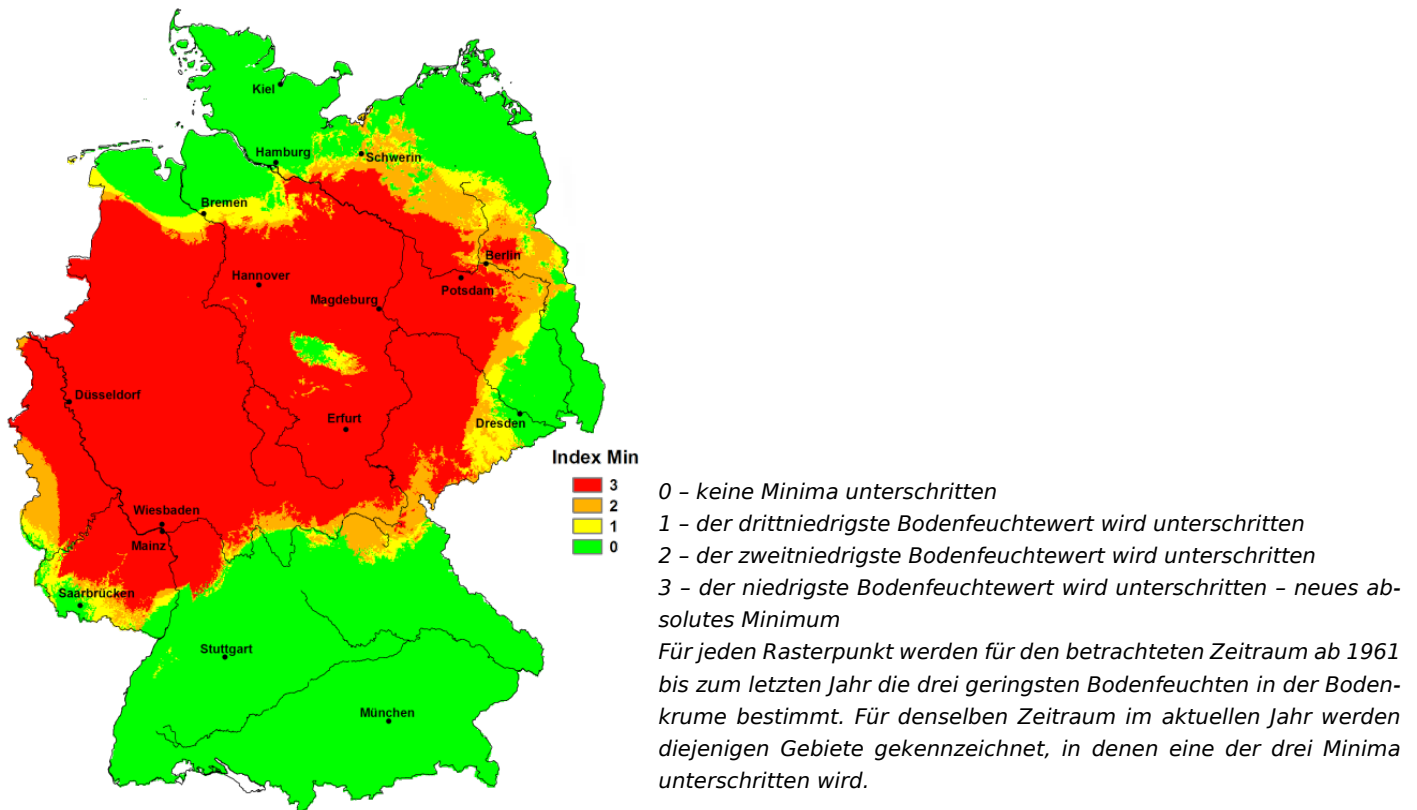 Kiel
Hamburg
Schwerin
Bremen
Berlin
Hannover
Potsdam
Magdeburg
Düsseldorf
Erfurt
Dresden
Wiesbaden
Mainz
Saarbrücken
Stuttgart
München
Index Min
3
2
1
0
0 – keine Minima unterschritten
1 – der drittniedrigste Bodenfeuchtewert wird unterschritten
2 – der zweitniedrigste Bodenfeuchtewert wird unterschritten
3 – der niedrigste Bodenfeuchtewert wird unterschritten – neues ab-
solutes Minimum
Für jeden Rasterpunkt werden für den betrachteten Zeitraum ab 1961
bis zum letzten Jahr die drei geringsten Bodenfeuchten in der Boden-
krume bestimmt. Für denselben Zeitraum im aktuellen Jahr werden
diejenigen Gebiete gekennzeichnet, in denen eine der drei Minima
unterschritten wird.